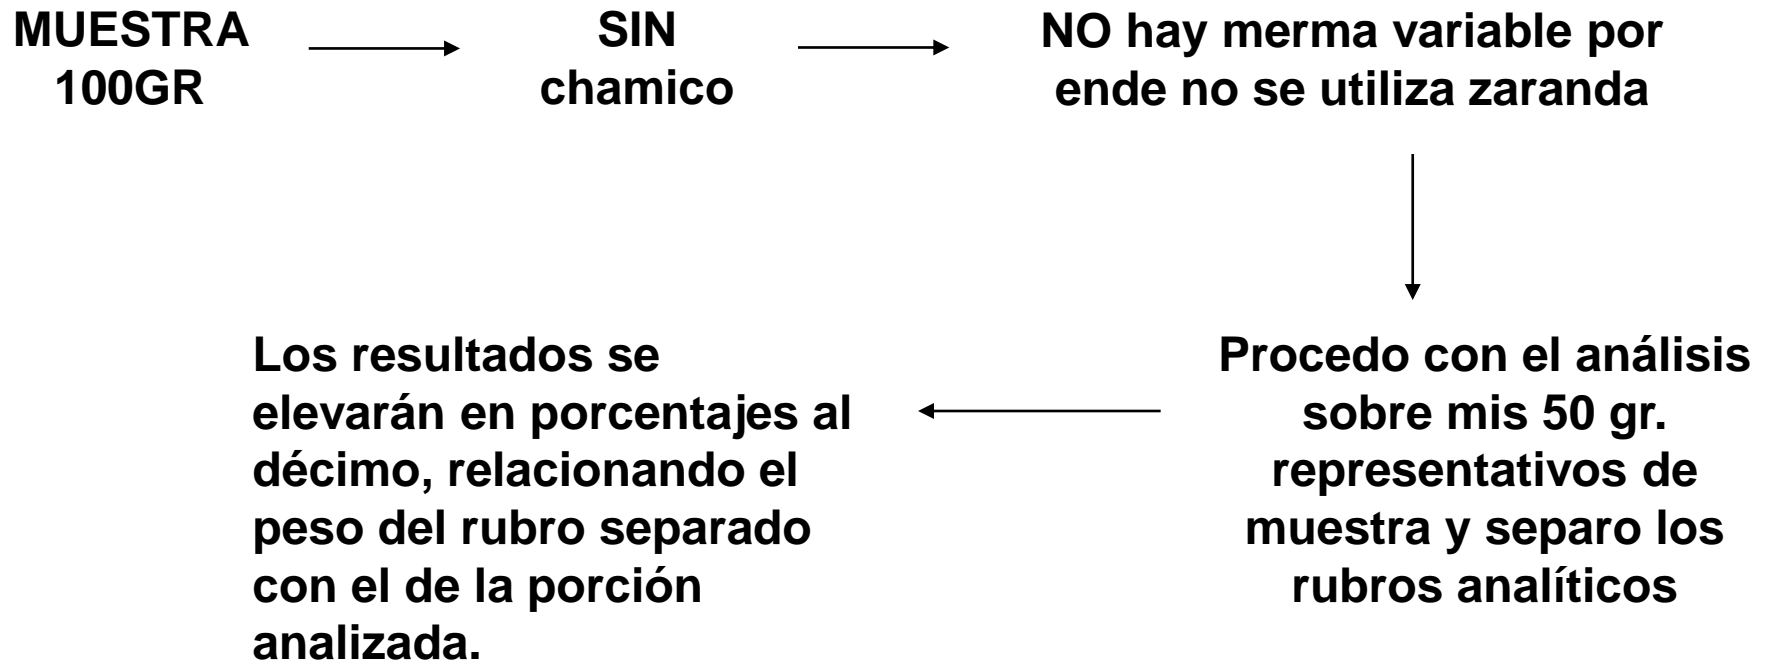 MUESTRA
100GR
SIN
chamico
NO hay merma variable por
ende no se utiliza zaranda
Procedo con el análisis
sobre mis 50 gr.
representativos de
muestra y separo los
rubros analíticos
Los resultados se
elevarán en porcentajes al
décimo, relacionando el
peso del rubro separado
con el de la porción
analizada.